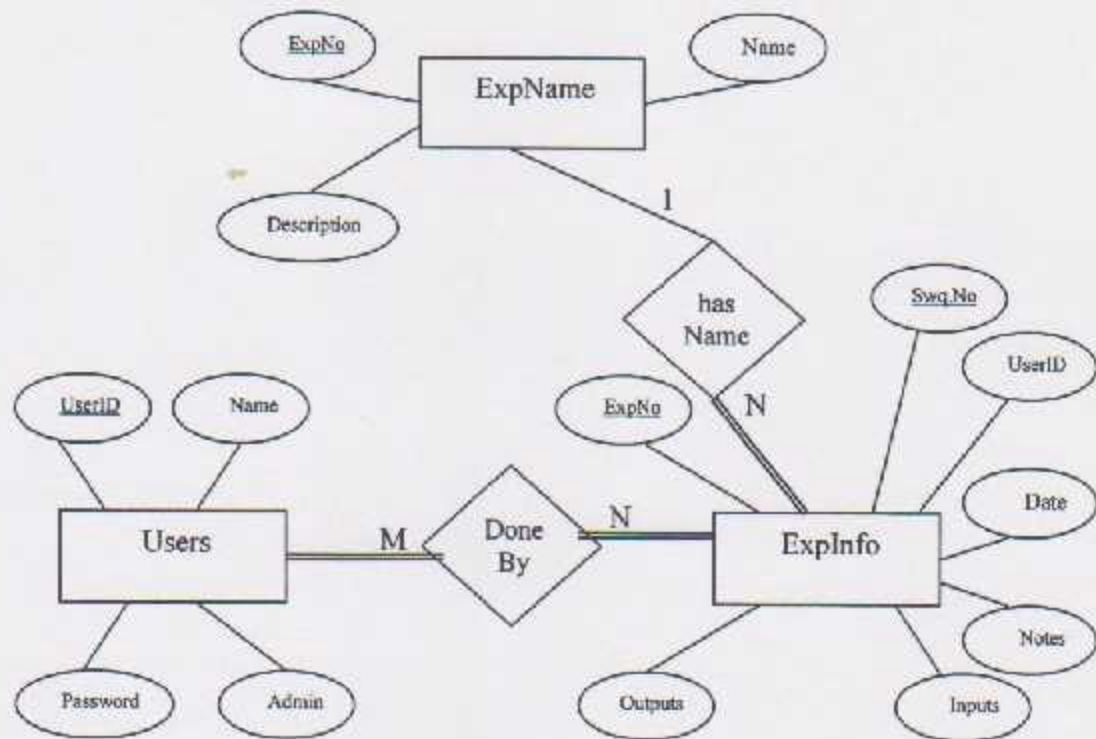 ExpNo
Name
ExpName
Description
1
has
Name
Swq.No
UserID
UserID
Name
ExpNo
N
Date
Users
M
Done
By
N
ExpInfo
Notes
Password
Admin
Outputs
Inputs